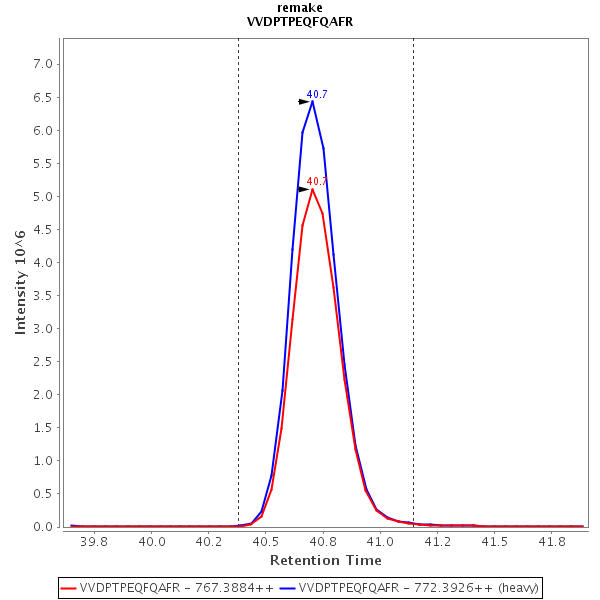 remake
VVDPTPEQFQAFR
7.0
6.5
6.0
5.5
5.0
4.5
4.0
3.5
3.0
2.5
2.0
1.5
1.0
0.5
0.0
Intensity 10^6
40.7
40.7
39.8 40.0 40.2 40.5 40.8 41.0 41.2 41.5 41.8
Retention Time
VVDPTPEQFQAFR - 767.3884++ VVDPTPEQFQAFR - 772.3926++ (heavy)